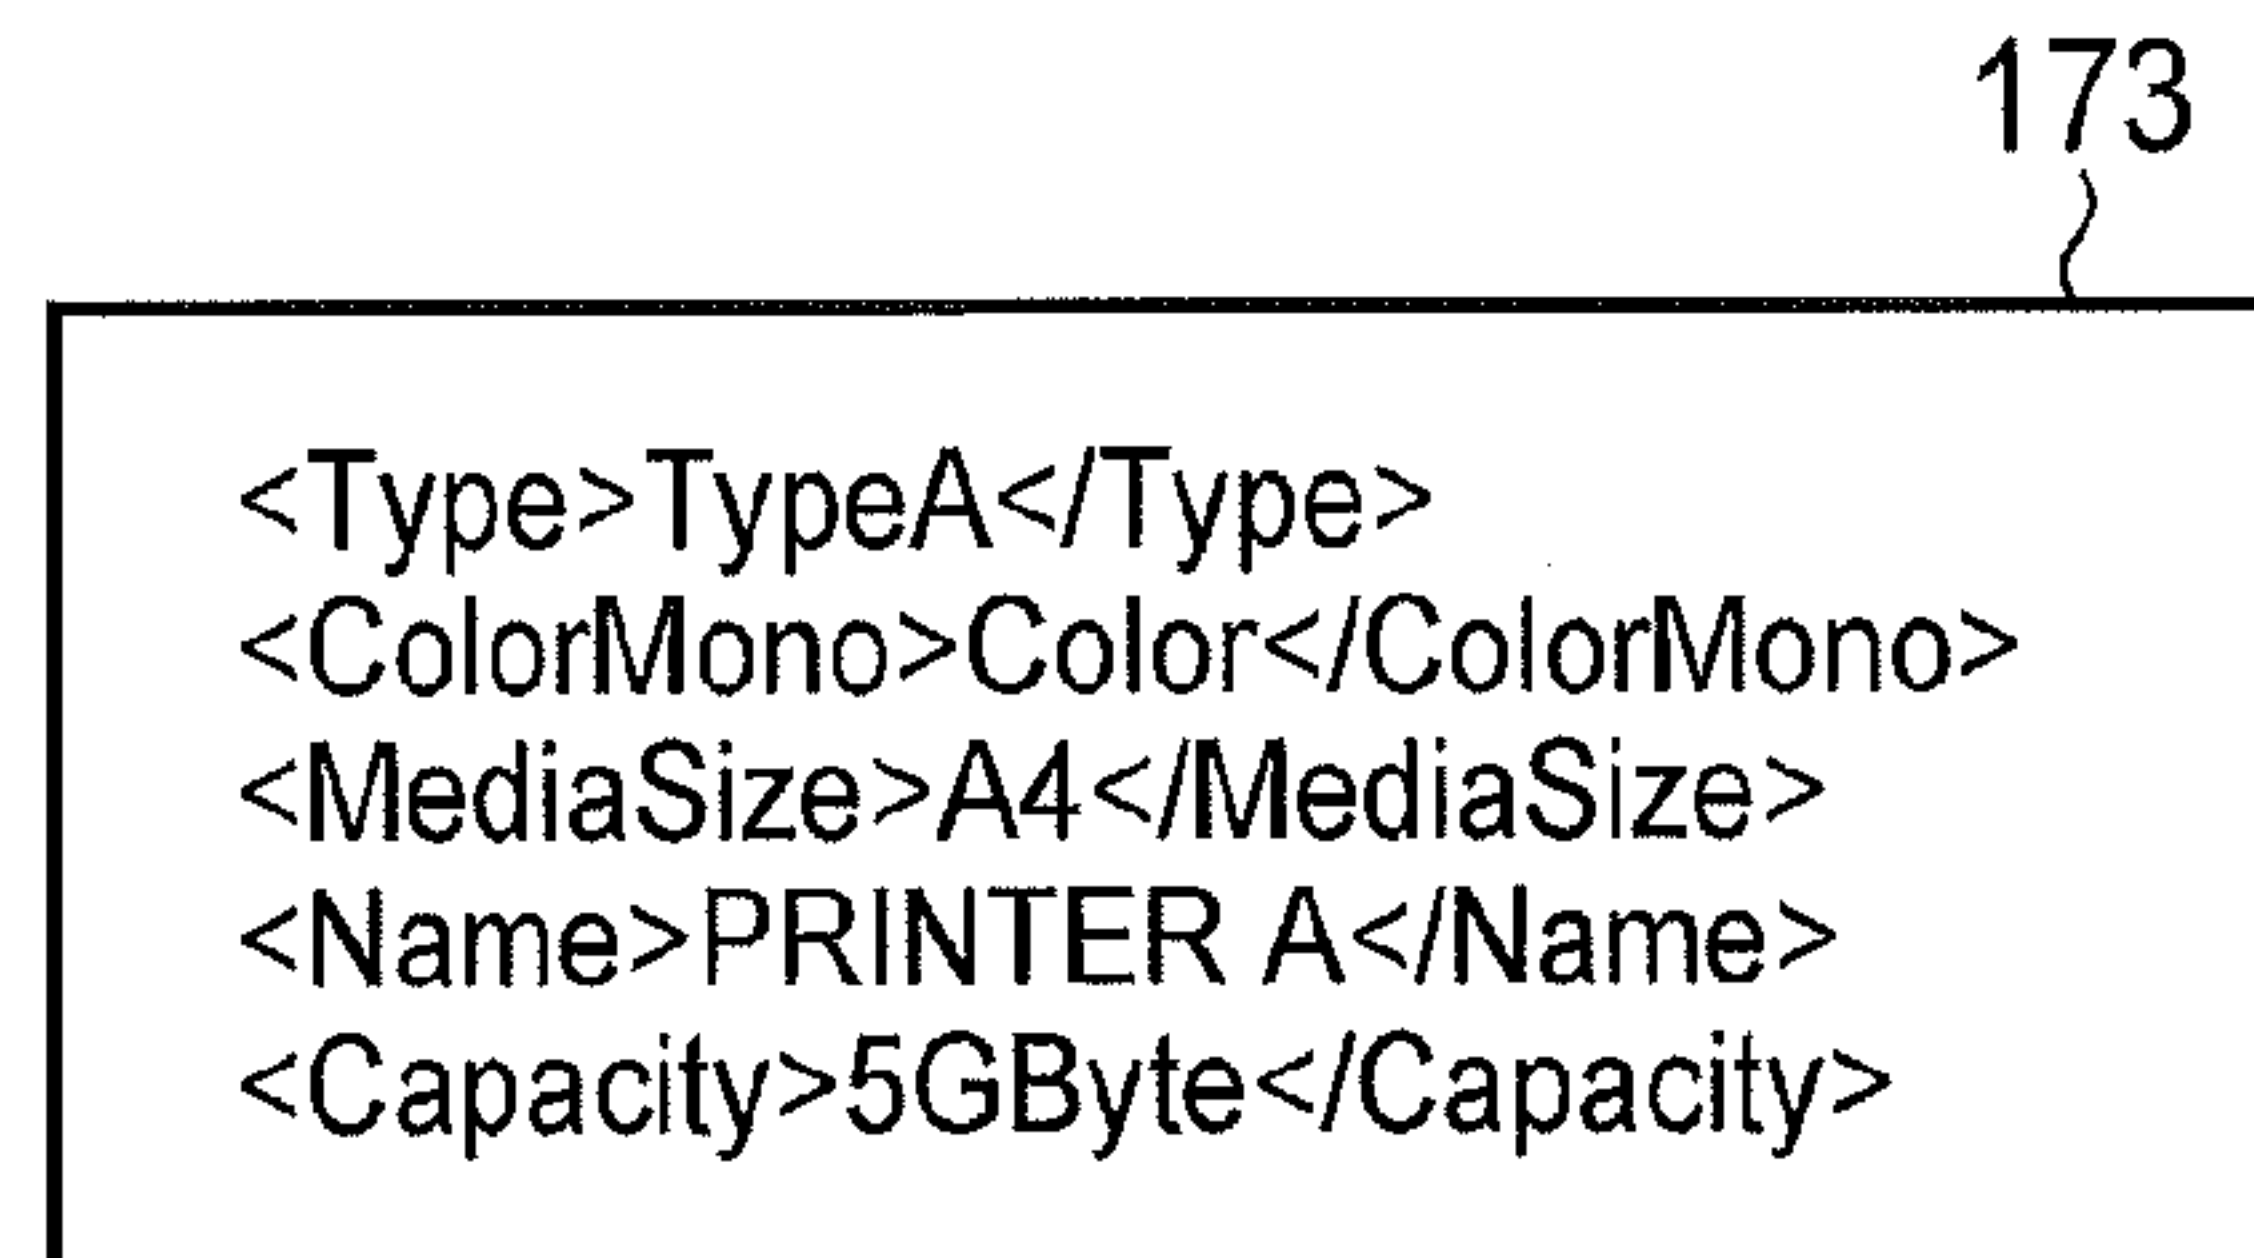 173
<Type>TypeA</Type>
<ColorMono>Color</ColorMono>
<MediaSize>A4</MediaSize>
<Name>PRINTER A</Name>
<Capacity>5GByte</Capacity>